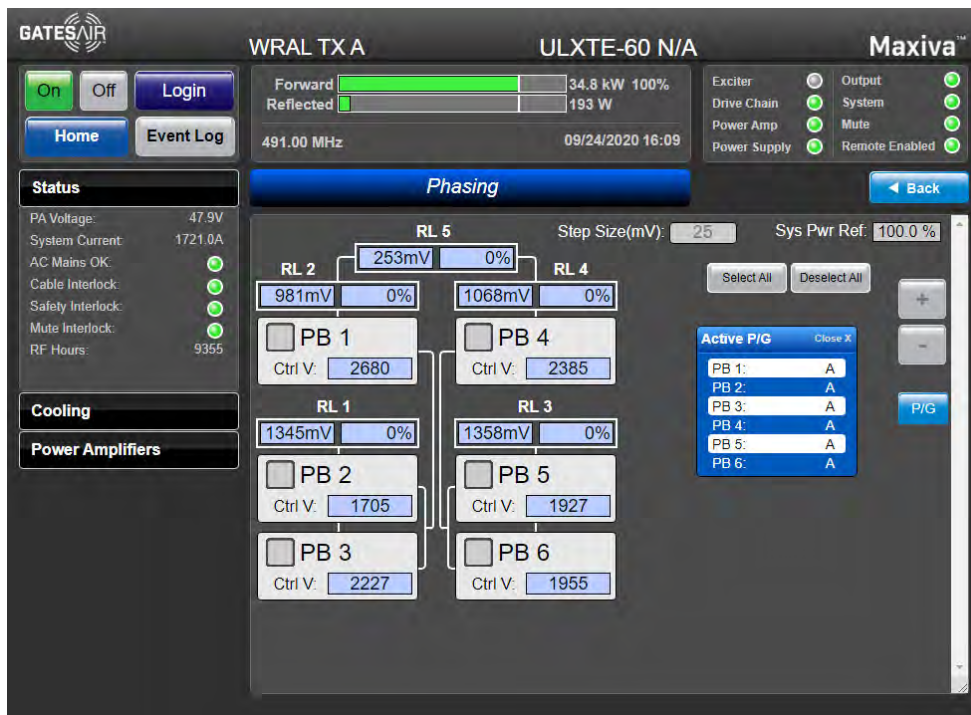 GATESAIR
WRAL TX A
ULXTE-60 N/A
Maxiva™
On
Off
Login
Home
Event Log
Forward
34.8 kW 100%
Reflected
193 W
491.00 MHz
09/24/2020 16:09
Exciter
Output
Drive Chain
System
Power Amp
Mute
Power Supply
Remote Enabled
Status
Phasing
◄ Back
PA Voltage: 47.9V
System Current: 1721.0A
AC Mains OK:
Cable Interlock:
Safety Interlock:
Mute Interlock:
RF Hours: 9355
Cooling
Power Amplifiers
RL 5
253mV 0%
Step Size(mV): 25
Sys Pwr Ref: 100.0 %
RL 2
981mV 0%
RL 4
1068mV 0%
Select All
Deselect All
+
-
P/G
PB 1
Ctrl V: 2680
PB 4
Ctrl V: 2385
RL 1
1345mV 0%
RL 3
1358mV 0%
PB 2
Ctrl V: 1705
PB 5
Ctrl V: 1927
PB 3
Ctrl V: 2227
PB 6
Ctrl V: 1955
Active P/G Close X
PB 1: A
PB 2: A
PB 3: A
PB 4: A
PB 5: A
PB 6: A